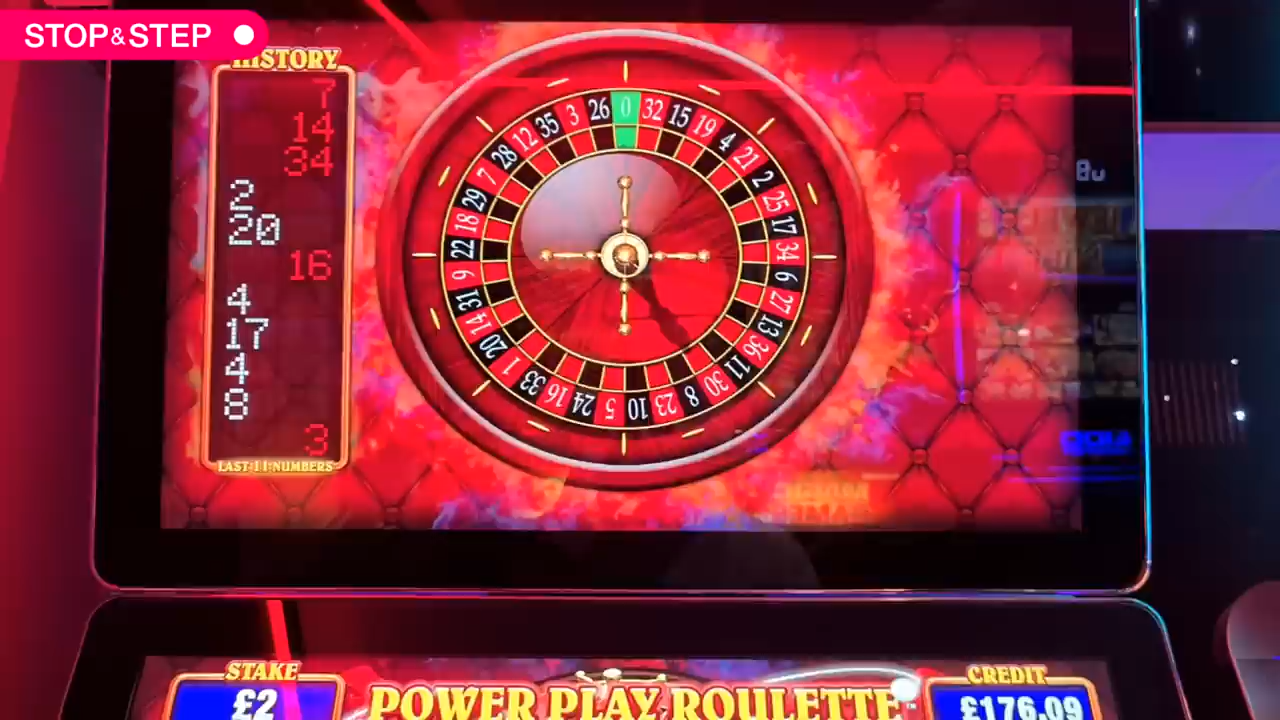 STOP&STEP
HISTORY
7
14
34
2
20
16
4
17
4
8
3
LAST 11 NUMBERS
0 32 15 19 4 21 2 25 17 34 6 27 13 36 11 30 8 23 10 5 24 16 33 1 20 14 31 9 22 18 29 7 28 12 35 3 26
STAKE
£2
POWER PLAY ROULETTE™
CREDIT
£176.09